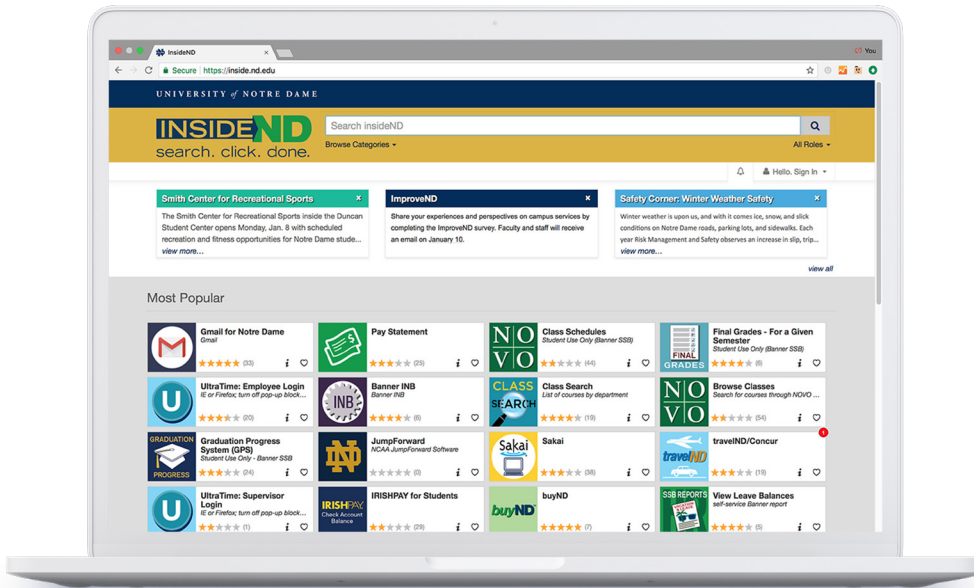 InsideND
You
Secure https://inside.nd.edu
UNIVERSITY of NOTRE DAME
INSIDEND
search. click. done.
Search insideND
Browse Categories
All Roles
Hello. Sign In
Smith Center for Recreational Sports ×
The Smith Center for Recreational Sports inside the Duncan
Student Center opens Monday, Jan. 8 with scheduled
recreation and fitness opportunities for Notre Dame stude...
view more...
ImproveND ×
Share your experiences and perspectives on campus services by
completing the ImproveND survey. Faculty and staff will receive
an email on January 10.
Safety Corner: Winter Weather Safety ×
Winter weather is upon us, and with it comes ice, snow, and slick
conditions on Notre Dame roads, parking lots, and sidewalks. Each
year Risk Management and Safety observes an increase in slip, trip...
view more...
view all
Most Popular
Gmail for Notre Dame
Gmail
(33)
Pay Statement
(25)
NOVO
Class Schedules
Student Use Only (Banner SSB)
(44)
FINAL
GRADES
Final Grades - For a Given
Semester
Student Use Only (Banner SSB)
(6)
U
UltraTime: Employee Login
IE or Firefox; turn off pop-up block...
(20)
INB
Banner INB
Banner INB
(6)
CLASS
SEARCH
Class Search
List of courses by department
(19)
NOVO
Browse Classes
Search for courses through NOVO ...
(54)
GRADUATION
PROGRESS
Graduation Progress
System (GPS)
Student Use Only - Banner SSB
(24)
ND
JumpForward
NCAA JumpForward Software
(0)
Sakai
Sakai
(38)
travelND
travelND/Concur
(19)
1
U
UltraTime: Supervisor
Login
IE or Firefox; turn off pop-up block...
(1)
IRISHPAY
Check Account
Balance
IRISHPAY for Students
(29)
buyND
buyND
(7)
SSB REPORTS
View Leave Balances
self-service Banner report
(5)